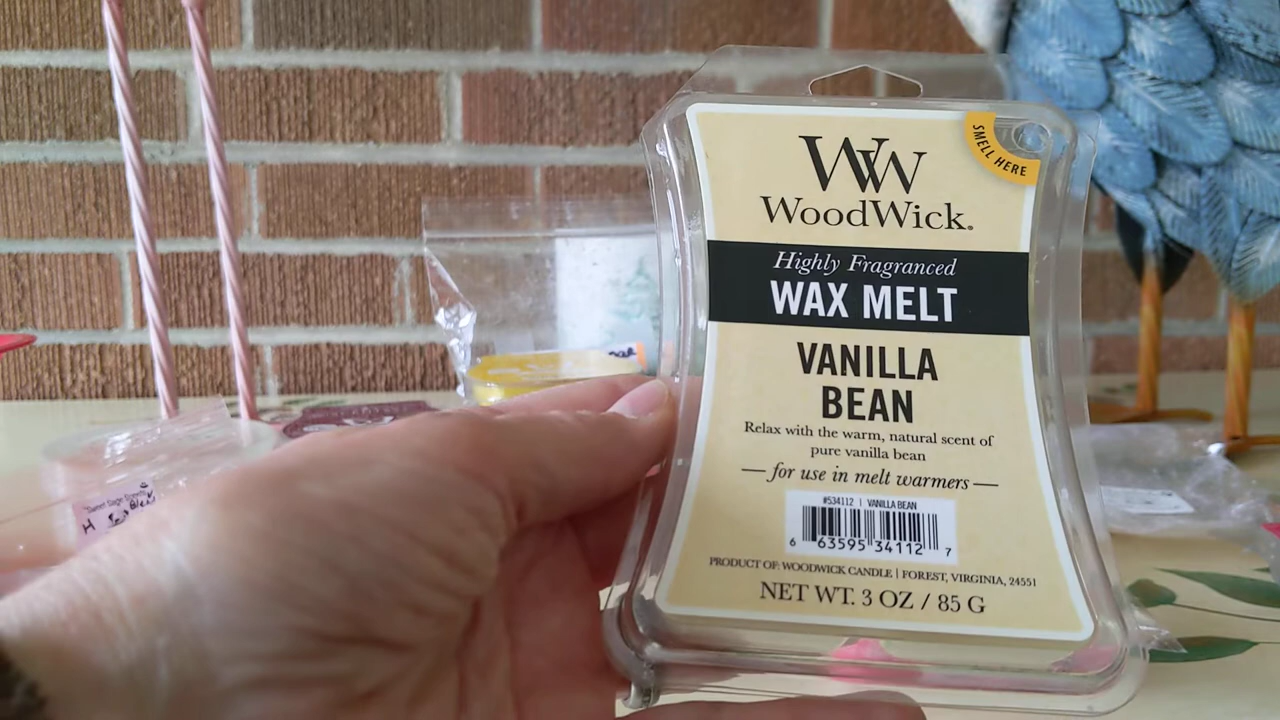 SMELL HERE
WW
WoodWick®
Highly Fragranced
WAX MELT
VANILLA
BEAN
Relax with the warm, natural scent of
pure vanilla bean
— for use in melt warmers —
#534112 | VANILLA BEAN
6 63595 34112 7
PRODUCT OF: WOODWICK CANDLE | FOREST, VIRGINIA, 24551
NET WT. 3 OZ / 85 G